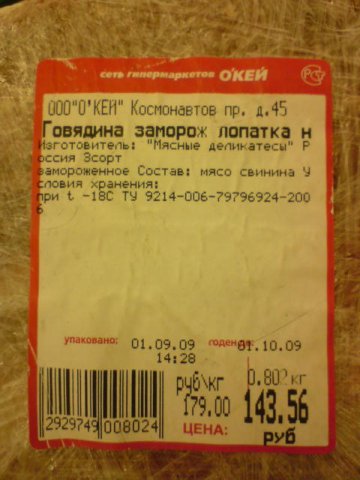 сеть гипермаркетов О'КЕЙ
РСТ
ООО"О'КЕЙ" Космонавтов пр. д.45
Говядина заморож лопатка н
Изготовитель: "Мясные деликатесы" Р
оссия 3сорт
замороженное Состав: мясо свинина У
словия хранения:
при t -18С ТУ 9214-006-79796924-200
6
упаковано: 01.09.09 годен до: 01.10.09
14:28
руб\кг 0.802 кг
179.00 143.56
ЦЕНА: руб
2929749 008024